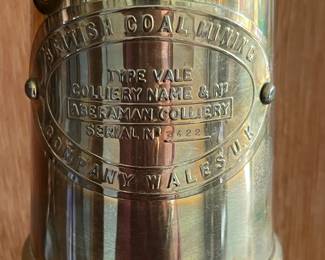 BRITISH COAL MINING
TYPE VALE
COLLIERY NAME & No
ABERAMAN COLLIERY
SERIAL No
COMPANY WALES U.K